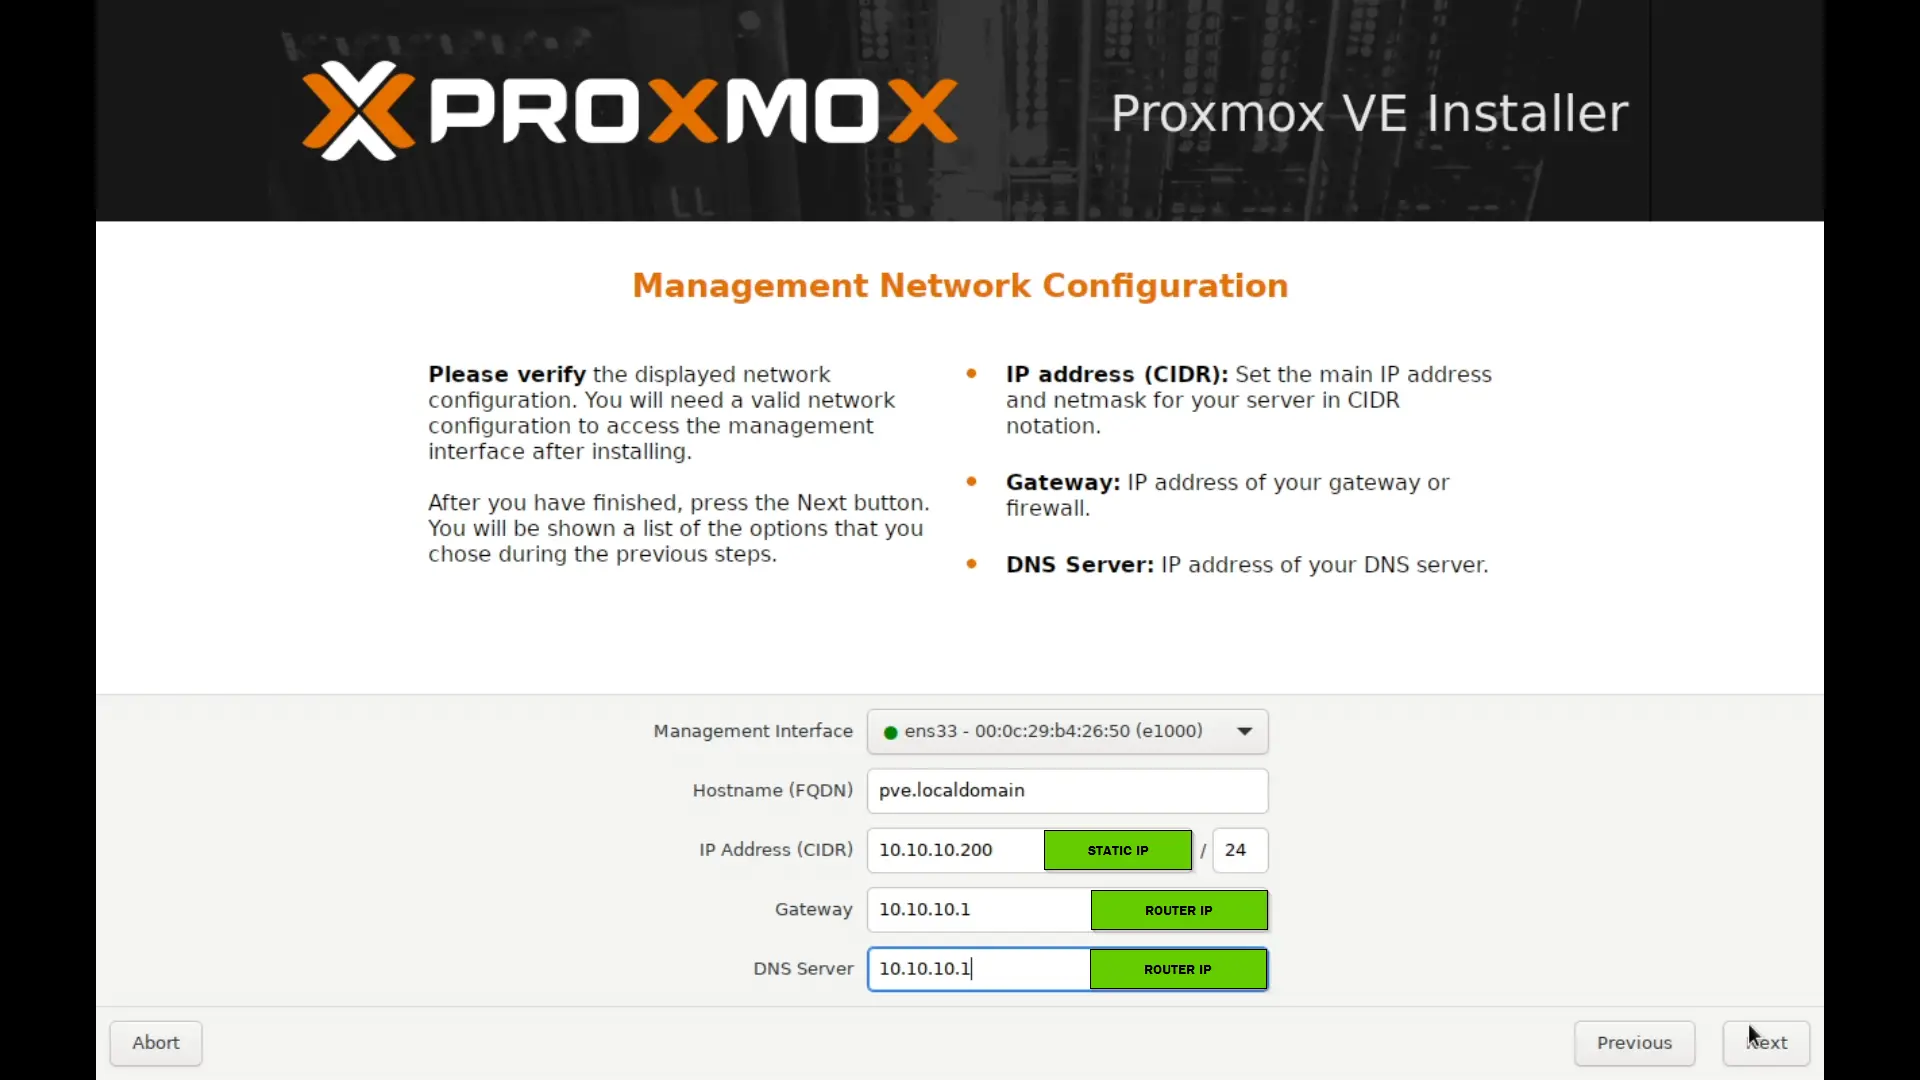 PROXMOX
Proxmox VE Installer
Management Network Configuration
Please verify the displayed network
configuration. You will need a valid network
configuration to access the management
interface after installing.
After you have finished, press the Next button.
You will be shown a list of the options that you
chose during the previous steps.
IP address (CIDR): Set the main IP address
and netmask for your server in CIDR
notation.
Gateway: IP address of your gateway or
firewall.
DNS Server: IP address of your DNS server.
Management Interface ens33 - 00:0c:29:b4:26:50 (e1000)
Hostname (FQDN) pve.localdomain
IP Address (CIDR) 10.10.10.200 STATIC IP / 24
Gateway 10.10.10.1 ROUTER IP
DNS Server 10.10.10.1 ROUTER IP
Abort Previous Next